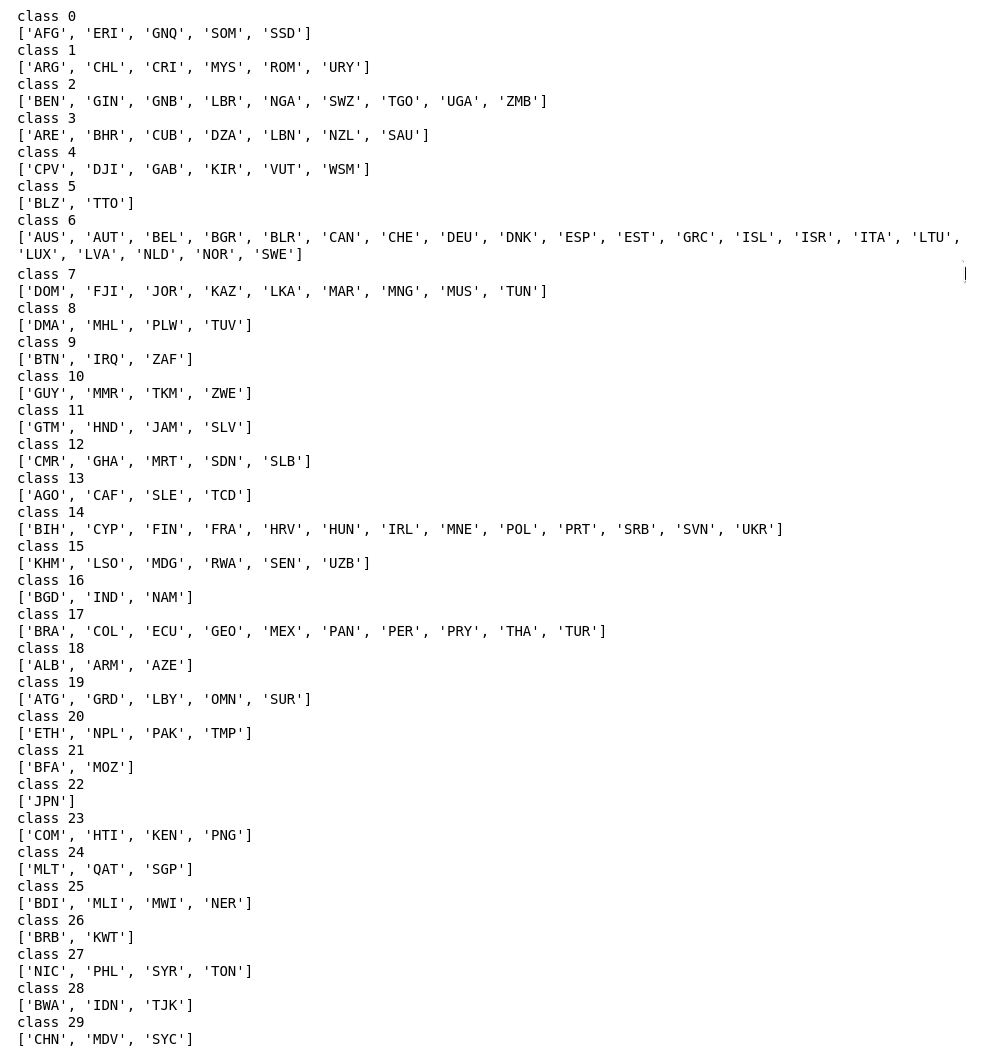 class 0
['AFG', 'ERI', 'GNQ', 'SOM', 'SSD']
class 1
['ARG', 'CHL', 'CRI', 'MYS', 'ROM', 'URY']
class 2
['BEN', 'GIN', 'GNB', 'LBR', 'NGA', 'SWZ', 'TGO', 'UGA', 'ZMB']
class 3
['ARE', 'BHR', 'CUB', 'DZA', 'LBN', 'NZL', 'SAU']
class 4
['CPV', 'DJI', 'GAB', 'KIR', 'VUT', 'WSM']
class 5
['BLZ', 'TTO']
class 6
['AUS', 'AUT', 'BEL', 'BGR', 'BLR', 'CAN', 'CHE', 'DEU', 'DNK', 'ESP', 'EST', 'GRC', 'ISL', 'ISR', 'ITA', 'LTU',
'LUX', 'LVA', 'NLD', 'NOR', 'SWE']
class 7
['DOM', 'FJI', 'JOR', 'KAZ', 'LKA', 'MAR', 'MNG', 'MUS', 'TUN']
class 8
['DMA', 'MHL', 'PLW', 'TUV']
class 9
['BTN', 'IRQ', 'ZAF']
class 10
['GUY', 'MMR', 'TKM', 'ZWE']
class 11
['GTM', 'HND', 'JAM', 'SLV']
class 12
['CMR', 'GHA', 'MRT', 'SDN', 'SLB']
class 13
['AGO', 'CAF', 'SLE', 'TCD']
class 14
['BIH', 'CYP', 'FIN', 'FRA', 'HRV', 'HUN', 'IRL', 'MNE', 'POL', 'PRT', 'SRB', 'SVN', 'UKR']
class 15
['KHM', 'LSO', 'MDG', 'RWA', 'SEN', 'UZB']
class 16
['BGD', 'IND', 'NAM']
class 17
['BRA', 'COL', 'ECU', 'GEO', 'MEX', 'PAN', 'PER', 'PRY', 'THA', 'TUR']
class 18
['ALB', 'ARM', 'AZE']
class 19
['ATG', 'GRD', 'LBY', 'OMN', 'SUR']
class 20
['ETH', 'NPL', 'PAK', 'TMP']
class 21
['BFA', 'MOZ']
class 22
['JPN']
class 23
['COM', 'HTI', 'KEN', 'PNG']
class 24
['MLT', 'QAT', 'SGP']
class 25
['BDI', 'MLI', 'MWI', 'NER']
class 26
['BRB', 'KWT']
class 27
['NIC', 'PHL', 'SYR', 'TON']
class 28
['BWA', 'IDN', 'TJK']
class 29
['CHN', 'MDV', 'SYC']